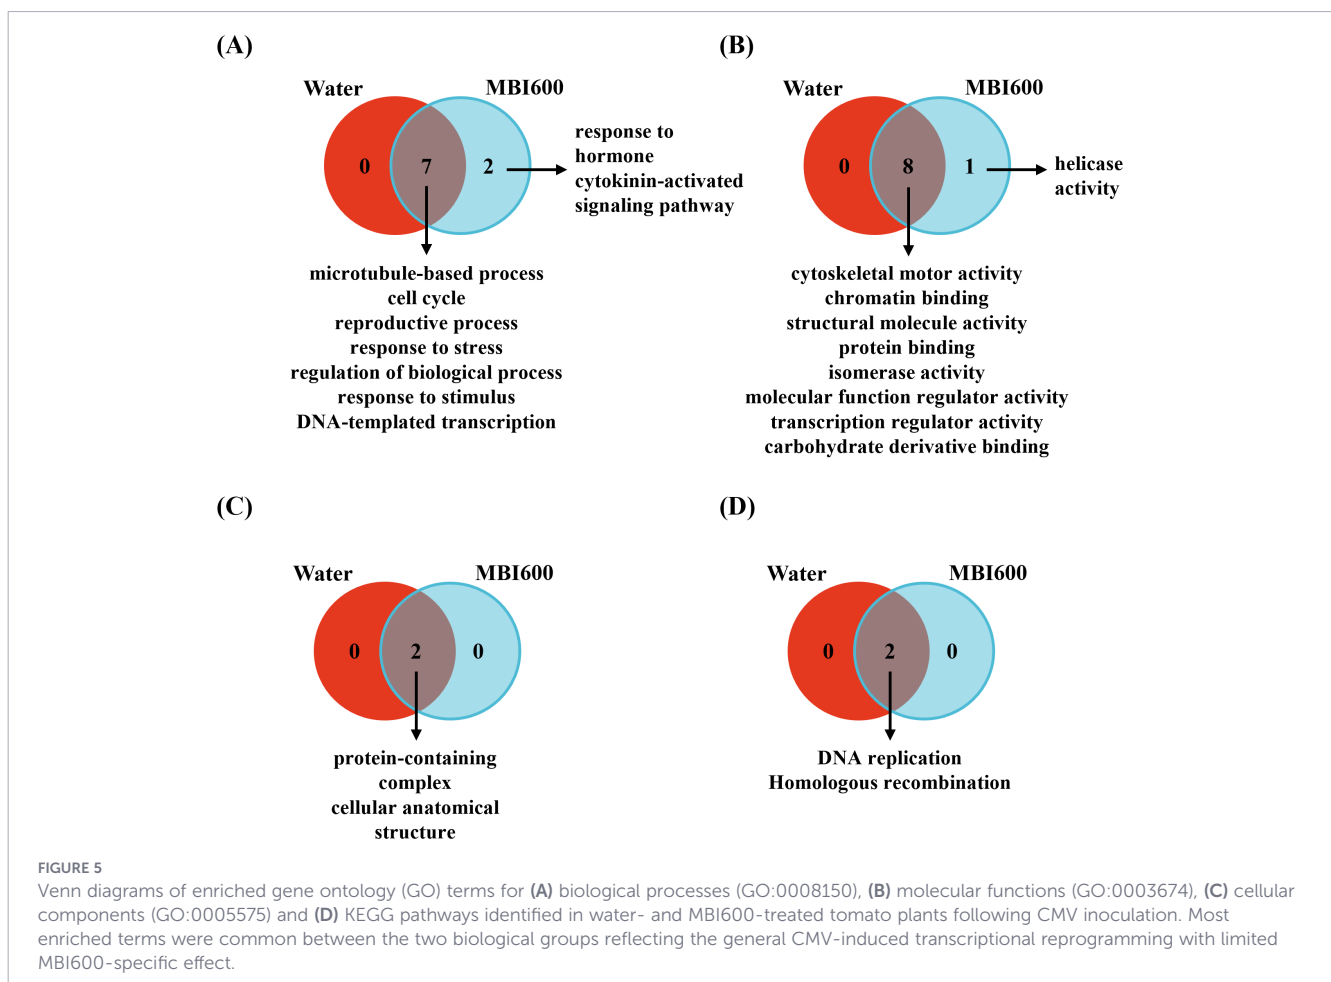 (A)
Water
MBI600
0
7
2
response to
hormone
cytokinin-activated
signaling pathway
microtubule-based process
cell cycle
reproductive process
response to stress
regulation of biological process
response to stimulus
DNA-templated transcription
(B)
Water
MBI600
0
8
1
helicase
activity
cytoskeletal motor activity
chromatin binding
structural molecule activity
protein binding
isomerase activity
molecular function regulator activity
transcription regulator activity
carbohydrate derivative binding
(C)
Water
MBI600
0
2
0
protein-containing
complex
cellular anatomical
structure
(D)
Water
MBI600
0
2
0
DNA replication
Homologous recombination
FIGURE 5
Venn diagrams of enriched gene ontology (GO) terms for (A) biological processes (GO:0008150), (B) molecular functions (GO:0003674), (C) cellular
components (GO:0005575) and (D) KEGG pathways identified in water- and MBI600-treated tomato plants following CMV inoculation. Most
enriched terms were common between the two biological groups reflecting the general CMV-induced transcriptional reprogramming with limited
MBI600-specific effect.